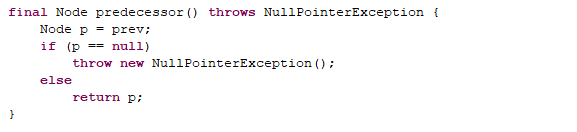 final Node predecessor() throws NullPointerException {
    Node p = prev;
    if (p == null)
        throw new NullPointerException();
    else
        return p;
}